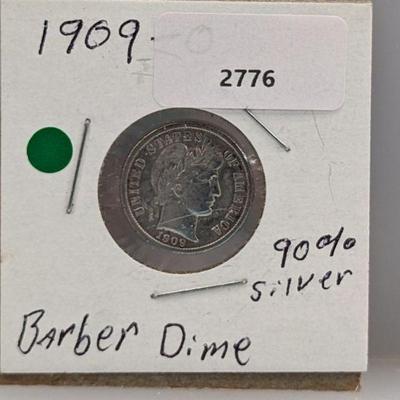 1909-O
2776
UNITED STATES OF AMERICA
1909
90%
Silver
Barber Dime